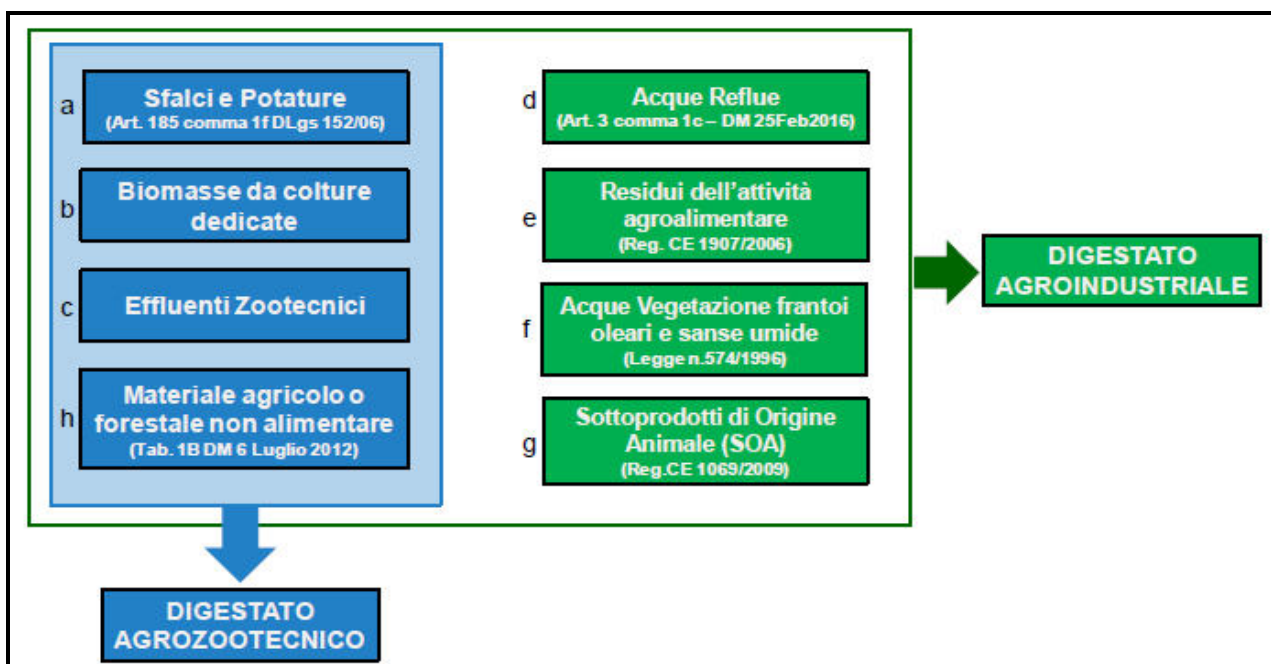 a
Sfalci e Potature
(Art. 185 comma 1f DLgs 152/06)
b
Biomasse da colture
dedicate
c
Effluenti Zootecnici
h
Materiale agricolo o
forestale non alimentare
(Tab. 1B DM 6 Luglio 2012)
d
Acque Reflue
(Art. 3 comma 1c – DM 25Feb2016)
e
Residui dell'attività
agroalimentare
(Reg. CE 1907/2006)
f
Acque Vegetazione frantoi
oleari e sanse umide
(Legge n.574/1996)
g
Sottoprodotti di Origine
Animale (SOA)
(Reg.CE 1069/2009)
DIGESTATO
AGROINDUSTRIALE
DIGESTATO
AGROZOOTECNICO